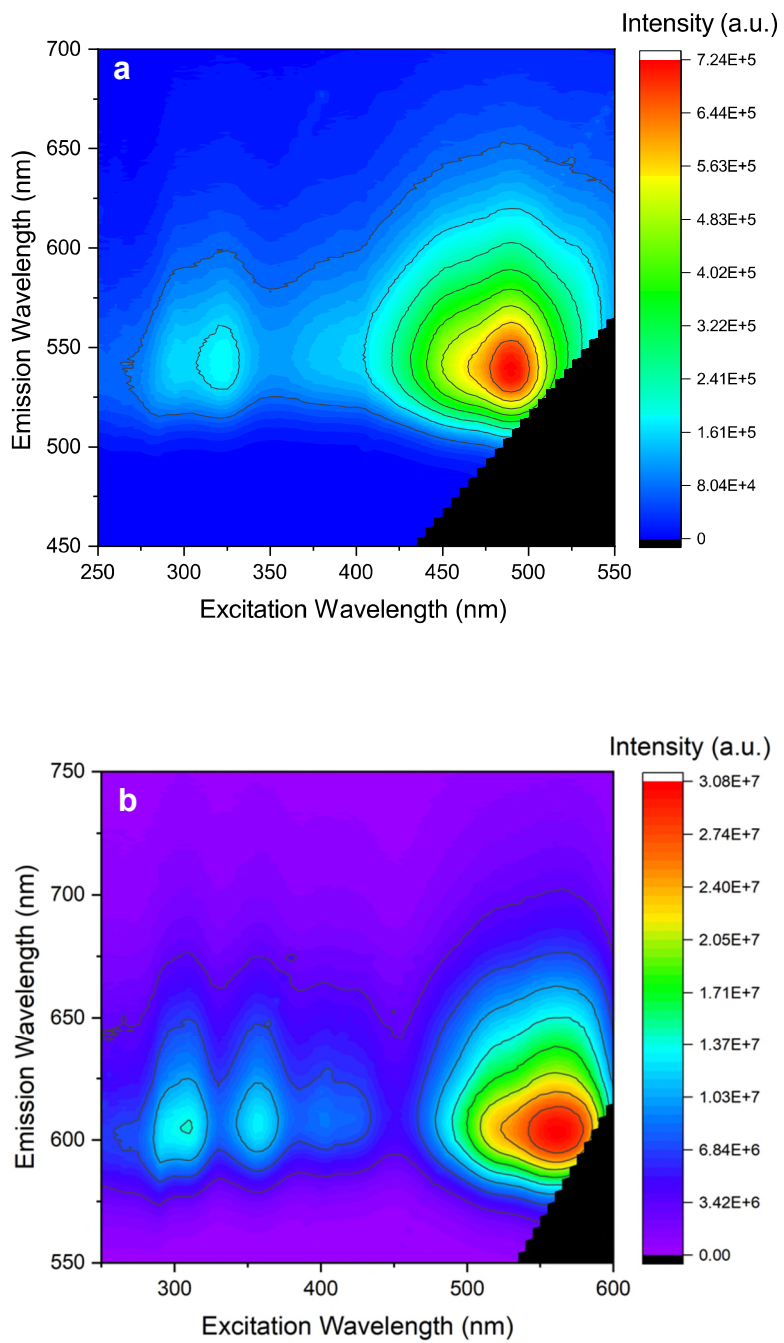 Intensity (a.u.)
a
700
650
600
550
500
450
Emission Wavelength (nm)
250 300 350 400 450 500 550
Excitation Wavelength (nm)
7.24E+5
6.44E+5
5.63E+5
4.83E+5
4.02E+5
3.22E+5
2.41E+5
1.61E+5
8.04E+4
0
Intensity (a.u.)
b
750
700
650
600
550
Emission Wavelength (nm)
300 400 500 600
Excitation Wavelength (nm)
3.08E+7
2.74E+7
2.40E+7
2.05E+7
1.71E+7
1.37E+7
1.03E+7
6.84E+6
3.42E+6
0.00